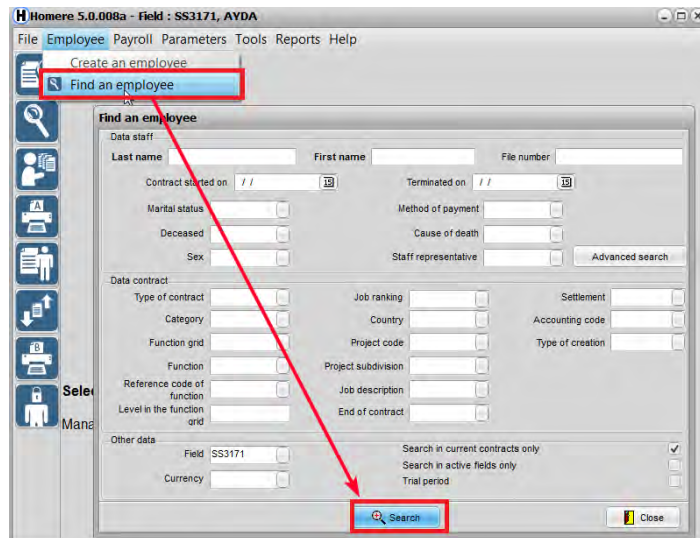 Homere 5.0.008a - Field : SS3171, AYDA
File Employee Payroll Parameters Tools Reports Help
Create an employee
Find an employee
Find an employee
Data staff
Last name First name File number
Contract started on / / 15 Terminated on / / 15
Marital status Method of payment
Deceased Cause of death
Sex Staff representative Advanced search
Data contract
Type of contract Job ranking Settlement
Category Country Accounting code
Function grid Project code Type of creation
Function Project subdivision
Reference code of function Job description
Level in the function grid End of contract
Other data
Field SS3171 Search in current contracts only
Search in active fields only
Currency Trial period
Search Close
A
B
Selec
Mana